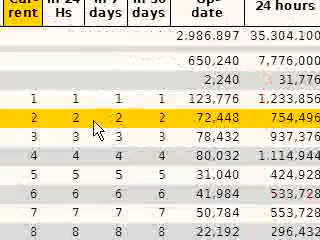 Cur- in 24 in 7 in 30 Up-
rent Hs days days date 24 hours
2.986.897 35.304.100
650,240 7,776,000
2,240 31,776
1 1 1 1 123,776 1,233,856
2 2 2 2 72,448 754,496
3 3 3 3 78,432 937,376
4 4 4 4 80,032 1.114,944
5 5 5 5 31,040 424,928
6 6 6 6 41,984 533,728
7 7 7 7 50,784 553,728
8 8 8 8 22,192 296,432